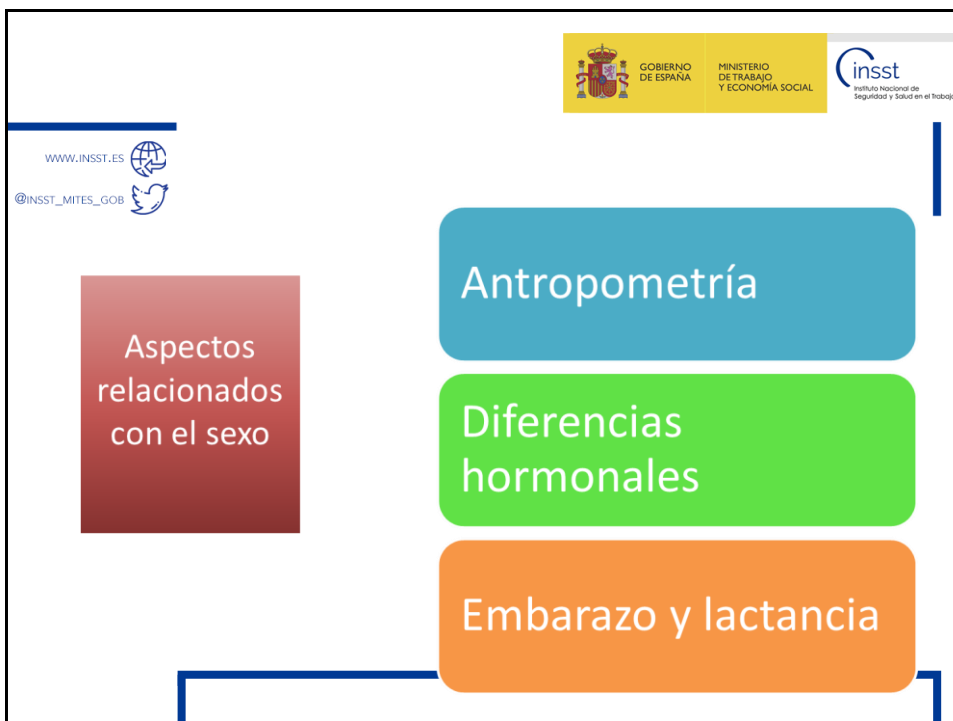 GOBIERNO
DE ESPAÑA
MINISTERIO
DE TRABAJO
Y ECONOMÍA SOCIAL
insst
Instituto Nacional de
Seguridad y Salud en el Trabajo
WWW.INSST.ES
@INSST_MITES_GOB
Aspectos
relacionados
con el sexo
Antropometría
Diferencias
hormonales
Embarazo y lactancia